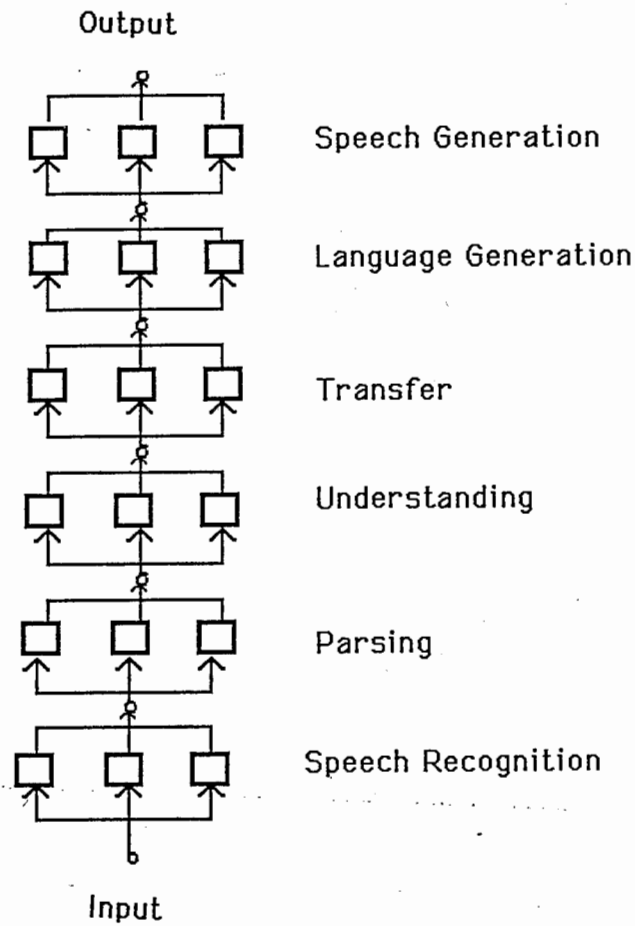 Output
Speech Generation
Language Generation
Transfer
Understanding
Parsing
Speech Recognition
Input